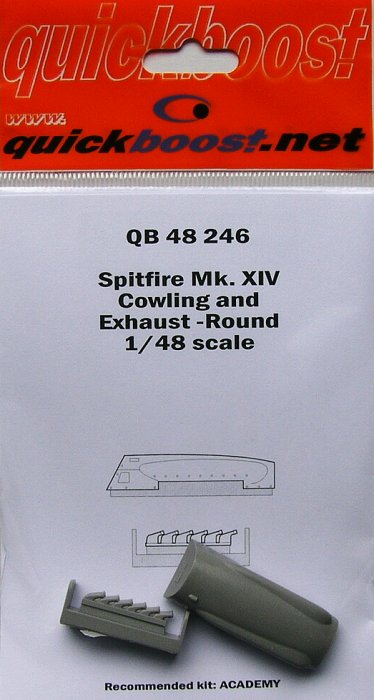 quickboost
www.
quickboost.net
QB 48 246
Spitfire Mk. XIV
Cowling and
Exhaust -Round
1/48 scale
Recommended kit: ACADEMY